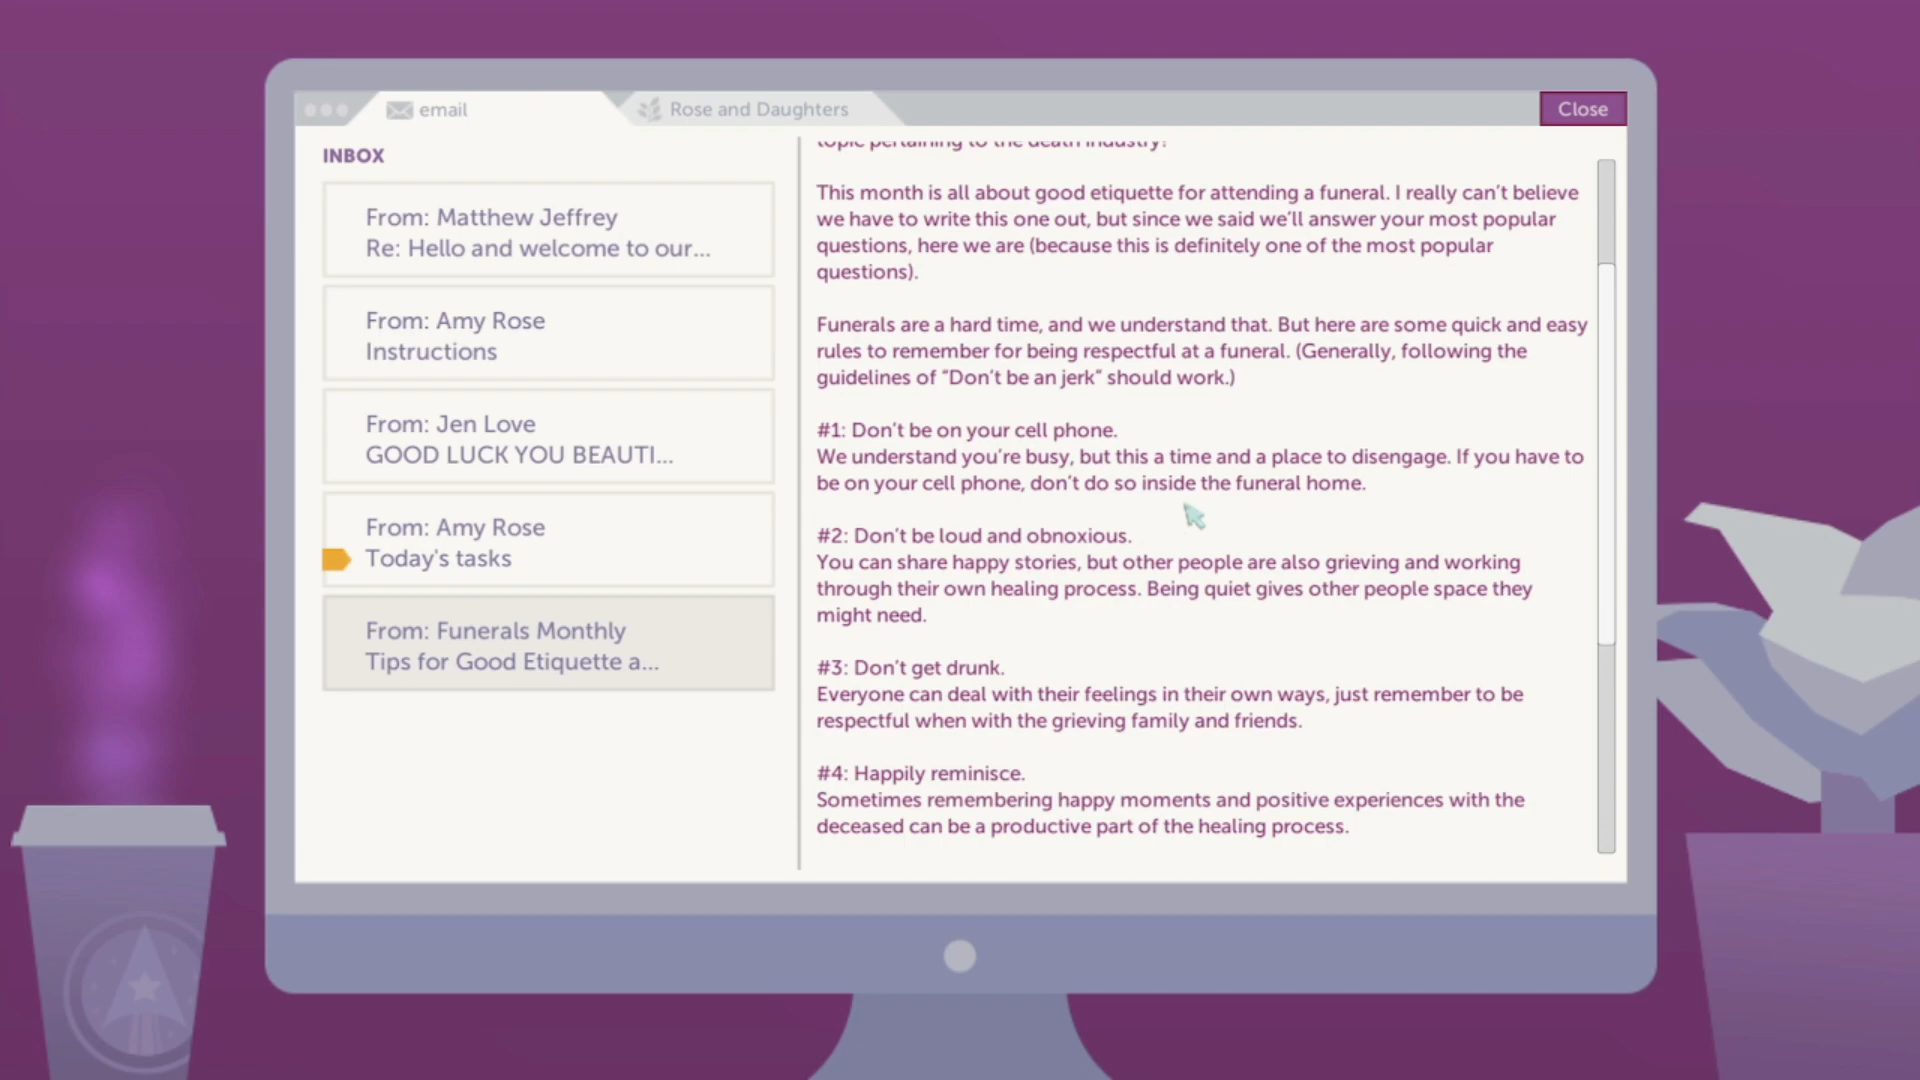 email
Rose and Daughters
Close
INBOX
From: Matthew Jeffrey
Re: Hello and welcome to our...
From: Amy Rose
Instructions
From: Jen Love
GOOD LUCK YOU BEAUTI...
From: Amy Rose
Today's tasks
From: Funerals Monthly
Tips for Good Etiquette a...
topic pertaining to the death industry!
This month is all about good etiquette for attending a funeral. I really can't believe
we have to write this one out, but since we said we'll answer your most popular
questions, here we are (because this is definitely one of the most popular
questions).
Funerals are a hard time, and we understand that. But here are some quick and easy
rules to remember for being respectful at a funeral. (Generally, following the
guidelines of "Don't be an jerk" should work.)
#1: Don't be on your cell phone.
We understand you're busy, but this a time and a place to disengage. If you have to
be on your cell phone, don't do so inside the funeral home.
#2: Don't be loud and obnoxious.
You can share happy stories, but other people are also grieving and working
through their own healing process. Being quiet gives other people space they
might need.
#3: Don't get drunk.
Everyone can deal with their feelings in their own ways, just remember to be
respectful when with the grieving family and friends.
#4: Happily reminisce.
Sometimes remembering happy moments and positive experiences with the
deceased can be a productive part of the healing process.